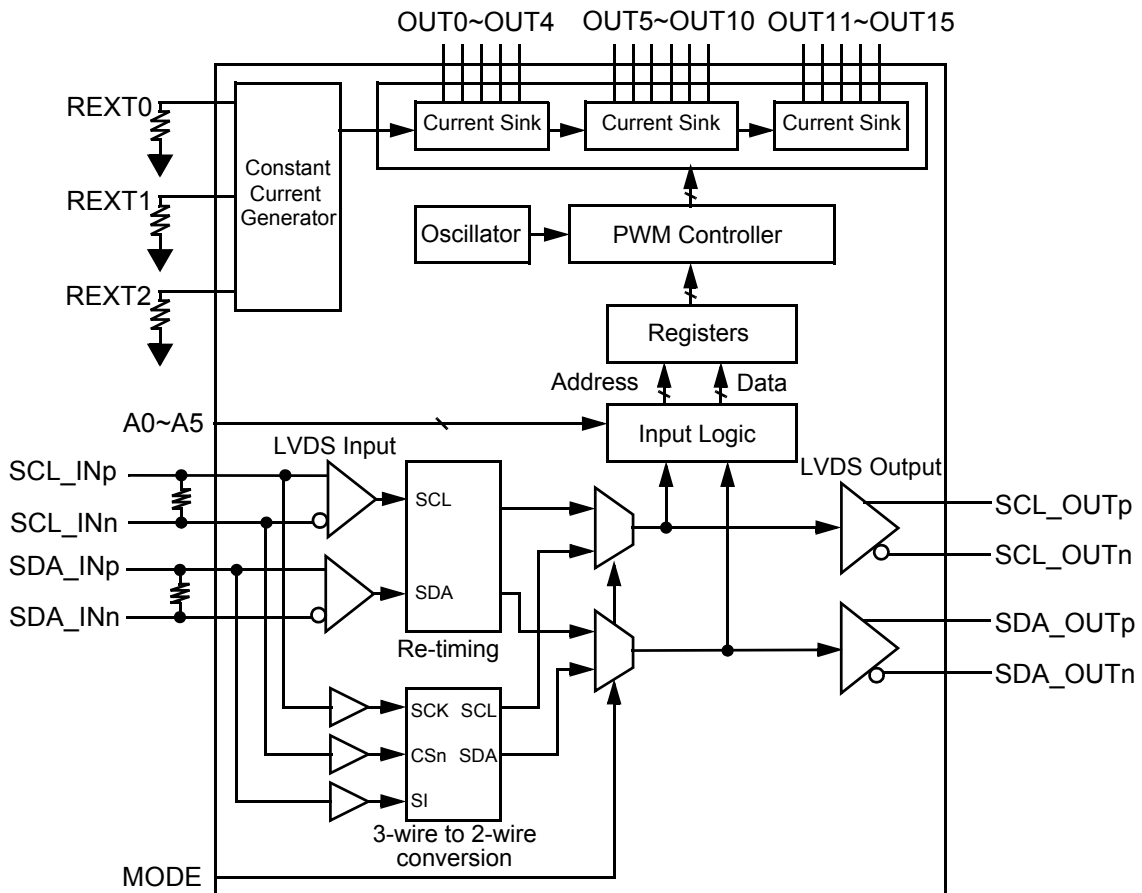 OUT0~OUT4
OUT5~OUT10
OUT11~OUT15
REXT0
REXT1
REXT2
Constant
Current
Generator
Current Sink
Current Sink
Current Sink
Oscillator
PWM Controller
Registers
Address
Data
A0~A5
Input Logic
LVDS Input
LVDS Output
SCL_INp
SCL_INn
SDA_INp
SDA_INn
SCL
SDA
Re-timing
SCL_OUTp
SCL_OUTn
SDA_OUTp
SDA_OUTn
SCK SCL
CSn SDA
SI
3-wire to 2-wire
conversion
MODE